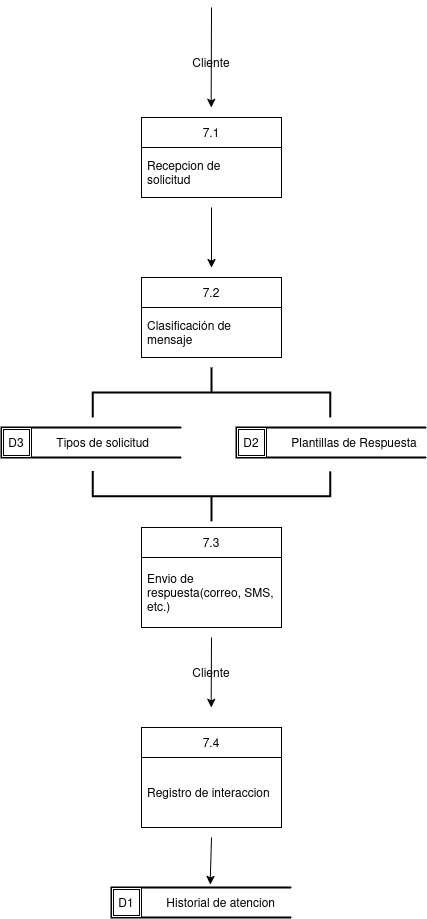 Cliente
7.1
Recepcion de
solicitud
7.2
Clasificación de
mensaje
D3 Tipos de solicitud
D2 Plantillas de Respuesta
7.3
Envio de
respuesta(correo, SMS,
etc.)
Cliente
7.4
Registro de interaccion
D1 Historial de atencion